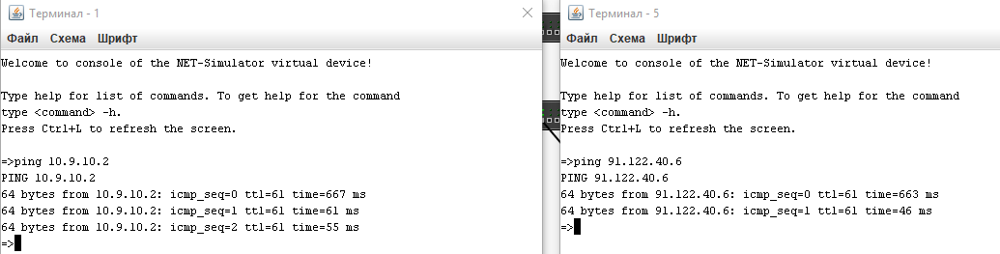 Терминал - 1
Файл Схема Шрифт
Welcome to console of the NET-Simulator virtual device!
Type help for list of commands. To get help for the command
type <command> -h.
Press Ctrl+L to refresh the screen.
=>ping 10.9.10.2
PING 10.9.10.2
64 bytes from 10.9.10.2: icmp_seq=0 ttl=61 time=667 ms
64 bytes from 10.9.10.2: icmp_seq=1 ttl=61 time=61 ms
64 bytes from 10.9.10.2: icmp_seq=2 ttl=61 time=55 ms
=>
Терминал - 5
Файл Схема Шрифт
Welcome to console of the NET-Simulator virtual device!
Type help for list of commands. To get help for the command
type <command> -h.
Press Ctrl+L to refresh the screen.
=>ping 91.122.40.6
PING 91.122.40.6
64 bytes from 91.122.40.6: icmp_seq=0 ttl=61 time=663 ms
64 bytes from 91.122.40.6: icmp_seq=1 ttl=61 time=46 ms
=>